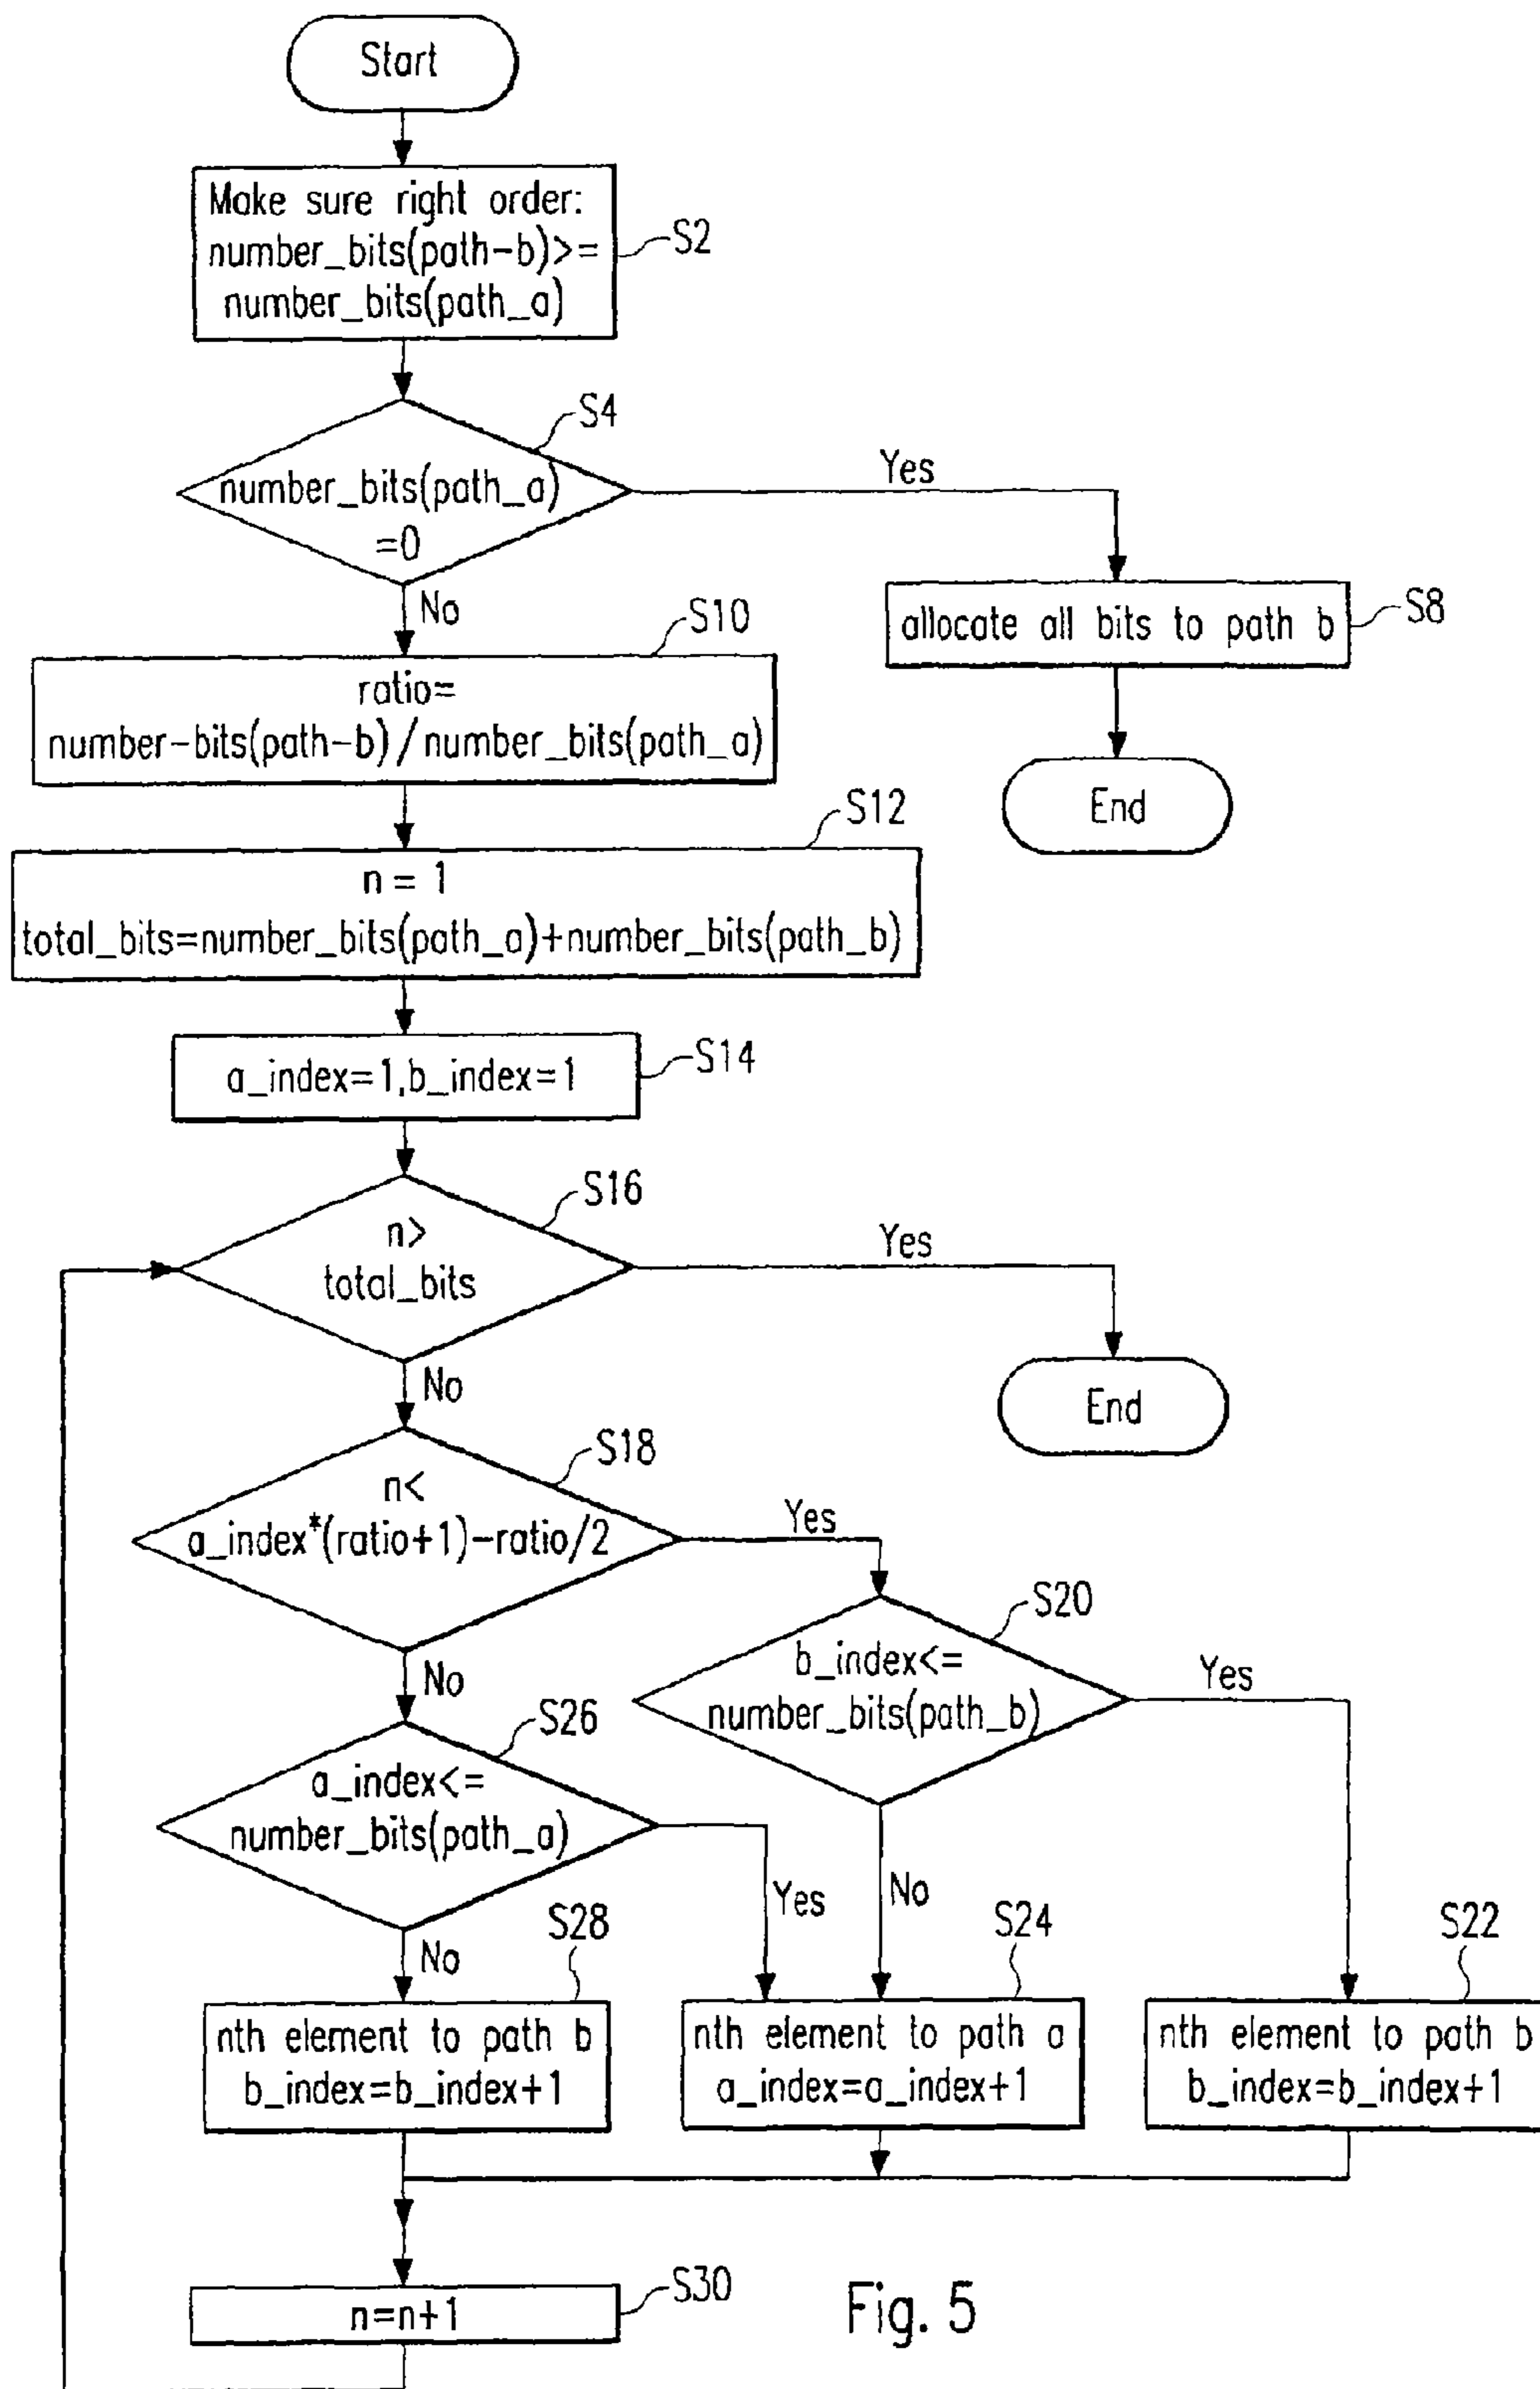 Start
Make sure right order:
number_bits(path-b)>=
number_bits(path_a)
S2
S4
number_bits(path_a)
=0
Yes
No
S8
allocate all bits to path b
End
S10
ratio=
number-bits(path-b)/number_bits(path_a)
S12
n = 1
total_bits=number_bits(path_a)+number_bits(path_b)
S14
a_index=1,b_index=1
S16
n>
total_bits
Yes
No
End
S18
n<
a_index*(ratio+1)-ratio/2
Yes
No
S20
b_index<=
number_bits(path_b)
Yes
No
S26
a_index<=
number_bits(path_a)
Yes
No
S28
nth element to path b
b_index=b_index+1
S24
nth element to path a
a_index=a_index+1
S22
nth element to path b
b_index=b_index+1
S30
n=n+1
Fig. 5